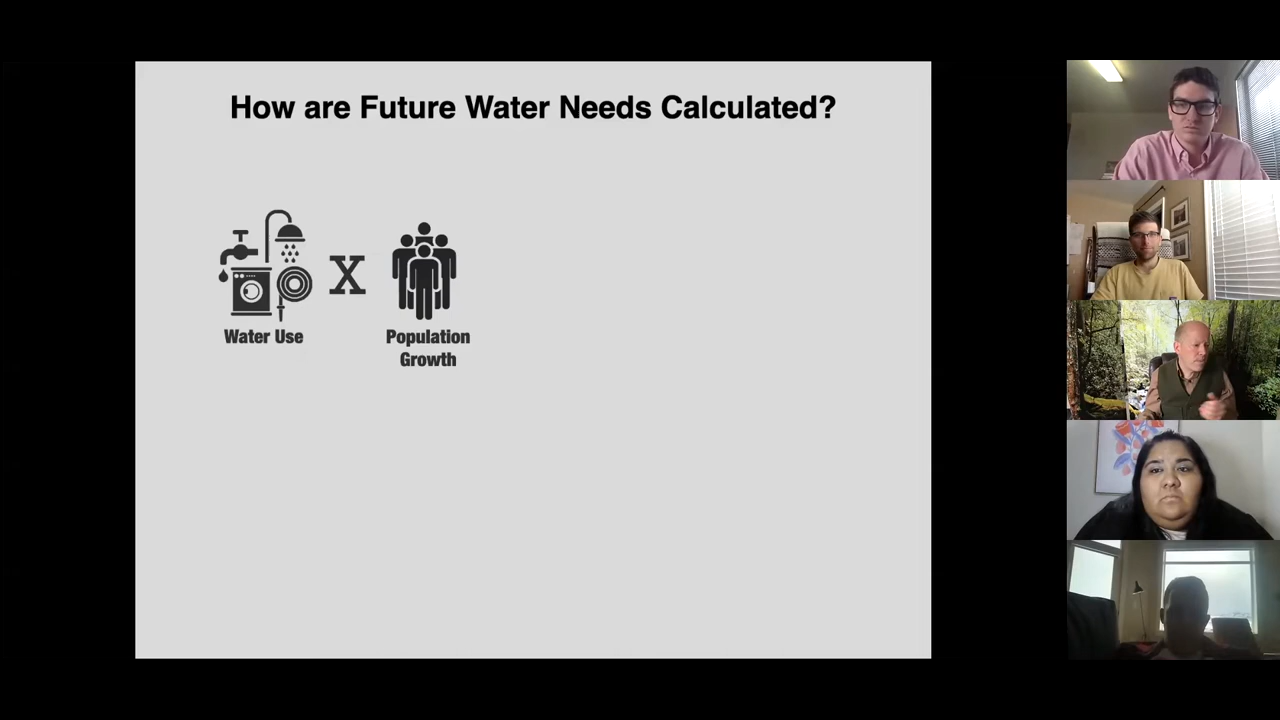 How are Future Water Needs Calculated?
X
Water Use
Population
Growth